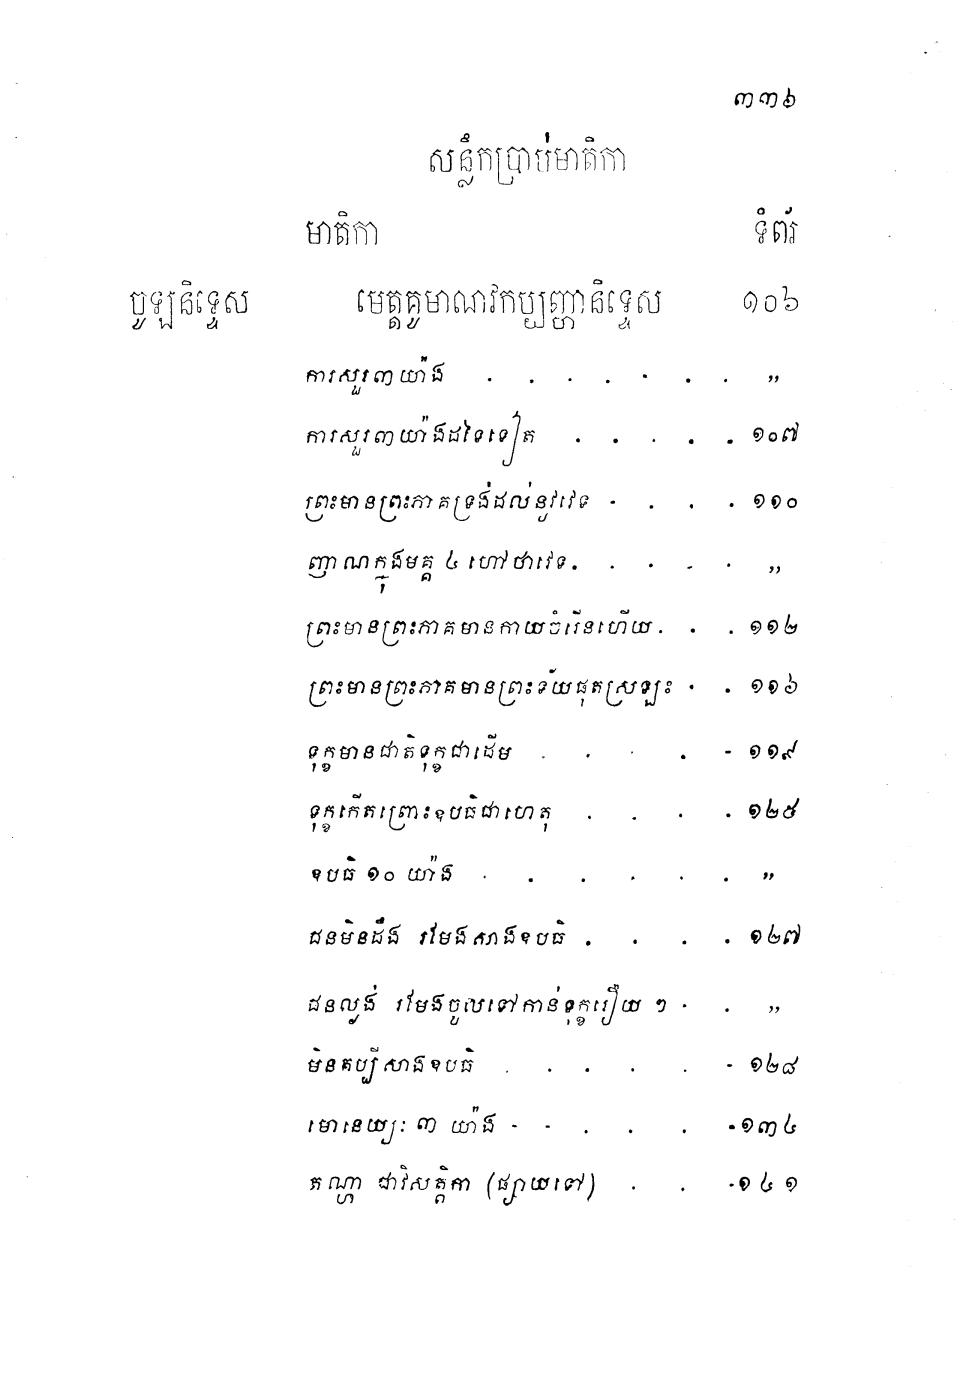 ៣៣៦
សន្លឹកប្រាប់មាតិកា
មាតិកា ទំព័រ
ចូឡនិទ្ទេស មេត្តគូមាណវកប្បញ្ហានិទ្ទេស ១០៦
ការសួរ៣យ៉ាង . . . . . . . ,,
ការសួរ៣យ៉ាងដទៃទៀត . . . . . ១០៧
ព្រះមានព្រះភាគទ្រង់ដល់នូវវេទ . . . . ១១០
ញាណក្នុងមគ្គ ៤ ហៅថាវេទ . . . . . ,,
ព្រះមានព្រះភាគមានកាយចំរើនហើយ . . . ១១២
ព្រះមានព្រះភាគមានព្រះទ័យផុតស្រឡះ . . ១១៦
ទុក្ខមានជាតិទុក្ខជាដើម . . . . . ១១៩
ទុក្ខកើតព្រោះឧបធិជាហេតុ . . . . ១២៥
ឧបធិ ១០ យ៉ាង . . . . . . ,,
ជនមិនដឹង រមែងសាងឧបធិ . . . . ១២៧
ជនល្ងង់ រមែងចូលទៅកាន់ទុក្ខរឿយ ៗ . . ,,
មិនគប្បីសាងឧបធិ . . . . . . ១២៨
មោនេយ្យៈ ៣ យ៉ាង - - . . . . ១៣៤
តណ្ហា ជាវិសត្តិកា (ផ្សាយទៅ) . . . ១៤១